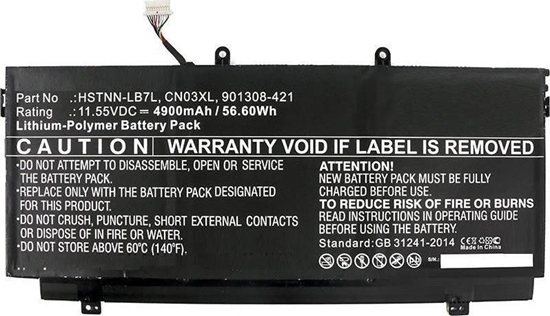 Part No .:HSTNN-LB7L, CN03XL, 901308-421
Rating .:11.55VDC= 4900mAh / 56.60Wh
Lithium-Polymer Battery Pack
CAUTION WARRANTY VOID IF LABEL IS REMOVED
•DO NOT ATTEMPT TO DISASSEMBLE, OPEN OR SERVICE
THE BATTERY PACK.
•REPLACE ONLY WITH THE BATTERY PACK DESIGNATED
FOR THIS PRODUCT.
•DO NOT CRUSH, PUNCTURE, SHORT EXTERNAL CONTACTS
OR DISPOSE OF IN FIRE OR WATER.
•DO NOT STORE ABOVE 60°C (140°F).
ATTENTION!
NEW BATTERY PACK MUST BE FULLY
CHARGED BEFORE USE.
TO REDUCE RISK OF FIRE OR BURNS
READ USER'S GUIDE OR OPERATING MANUAL
BEFORE USING THE BATTERY.
Standard:GB 31241-2014
Made in China
S/N.: